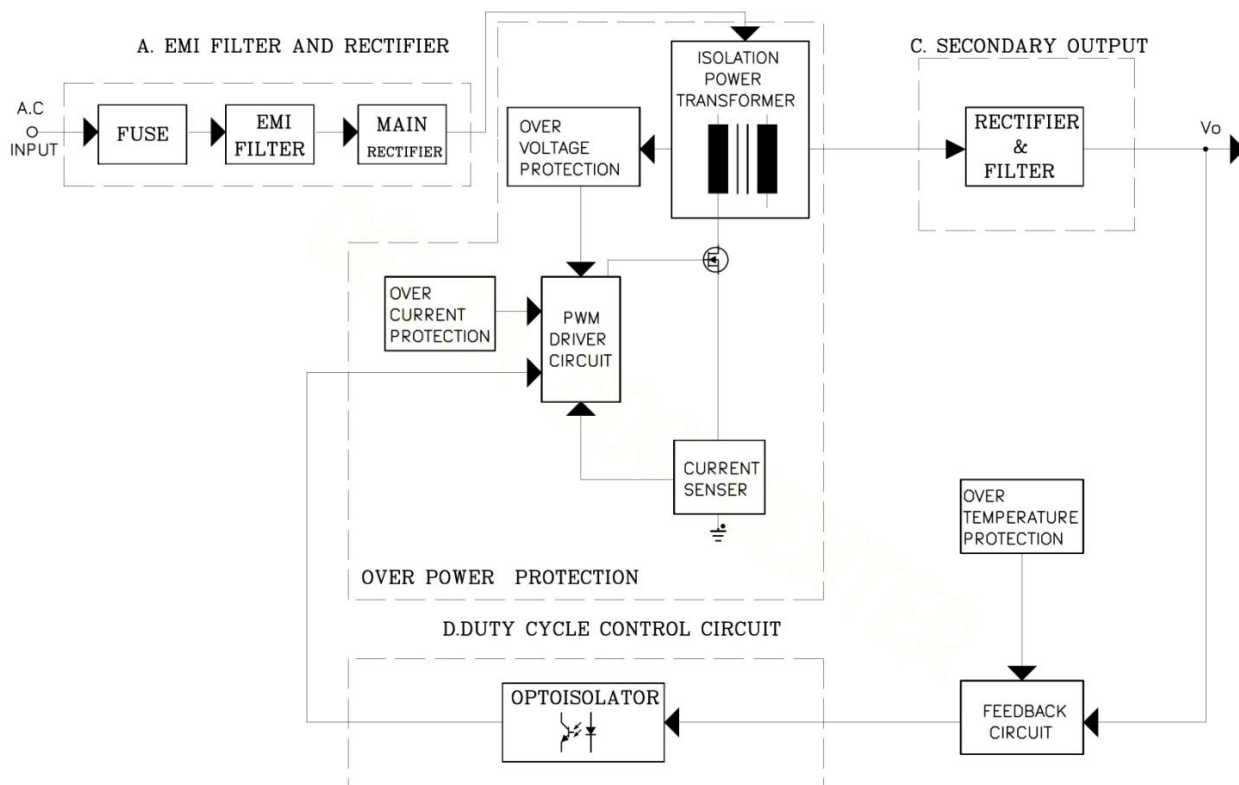 A. EMI FILTER AND RECTIFIER
C. SECONDARY OUTPUT
A.C
INPUT
FUSE
EMI
FILTER
MAIN
RECTIFIER
OVER
VOLTAGE
PROTECTION
ISOLATION
POWER
TRANSFORMER
RECTIFIER
&
FILTER
Vo
OVER
CURRENT
PROTECTION
PWM
DRIVER
CIRCUIT
CURRENT
SENSER
OVER
TEMPERATURE
PROTECTION
OVER POWER PROTECTION
D.DUTY CYCLE CONTROL CIRCUIT
OPTOISOLATOR
FEEDBACK
CIRCUIT